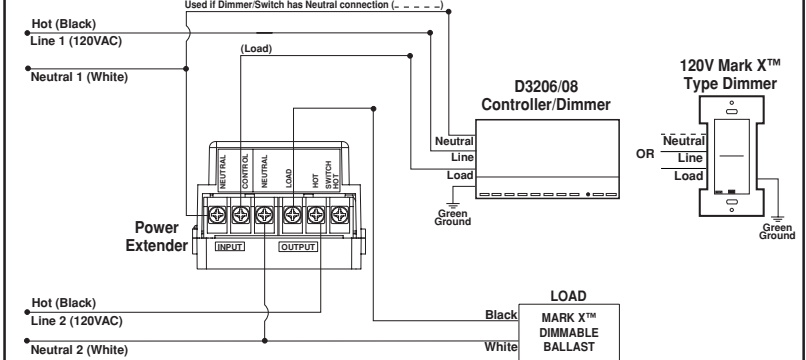 Used if Dimmer/Switch has Neutral connection (_ _ _ _ _)
Hot (Black)
Line 1 (120VAC)
(Load)
Neutral 1 (White)
D3206/08
Controller/Dimmer
120V Mark X™
Type Dimmer
Neutral
Line
Load
Green
Ground
OR
Neutral
Line
Load
Green
Ground
NEUTRAL
CONTROL
NEUTRAL
LOAD
HOT
SWITCH
HOT
Power
Extender
INPUT
OUTPUT
Hot (Black)
Line 2 (120VAC)
Neutral 2 (White)
LOAD
Black
White
MARK X™
DIMMABLE
BALLAST